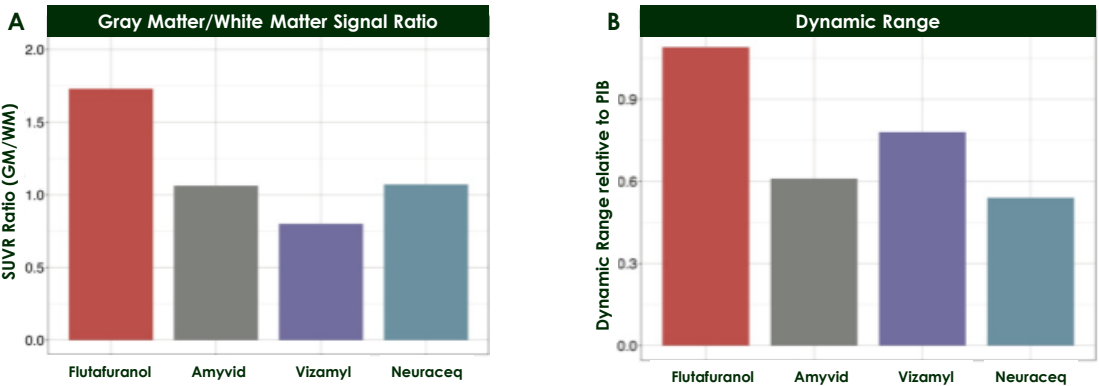 A
Gray Matter/White Matter Signal Ratio
SUVR Ratio (GM/WM)
2.0
1.5
1.0
0.5
0.0
Flutafuranol Amyvid Vizamyl Neuraceq
B
Dynamic Range
Dynamic Range relative to PIB
0.9
0.6
0.3
0.0
Flutafuranol Amyvid Vizamyl Neuraceq